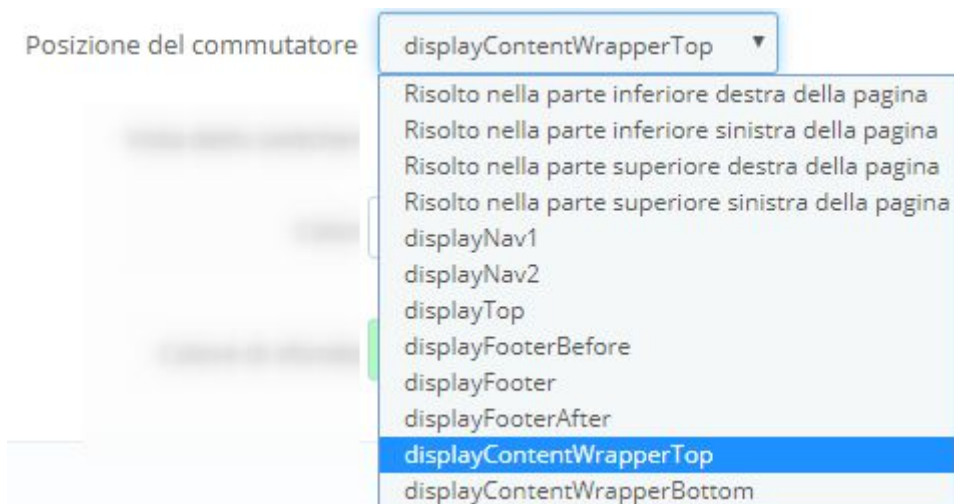 Posizione del commutatore
displayContentWrapperTop
Risolto nella parte inferiore destra della pagina
Risolto nella parte inferiore sinistra della pagina
Risolto nella parte superiore destra della pagina
Risolto nella parte superiore sinistra della pagina
displayNav1
displayNav2
displayTop
displayFooterBefore
displayFooter
displayFooterAfter
displayContentWrapperTop
displayContentWrapperBottom